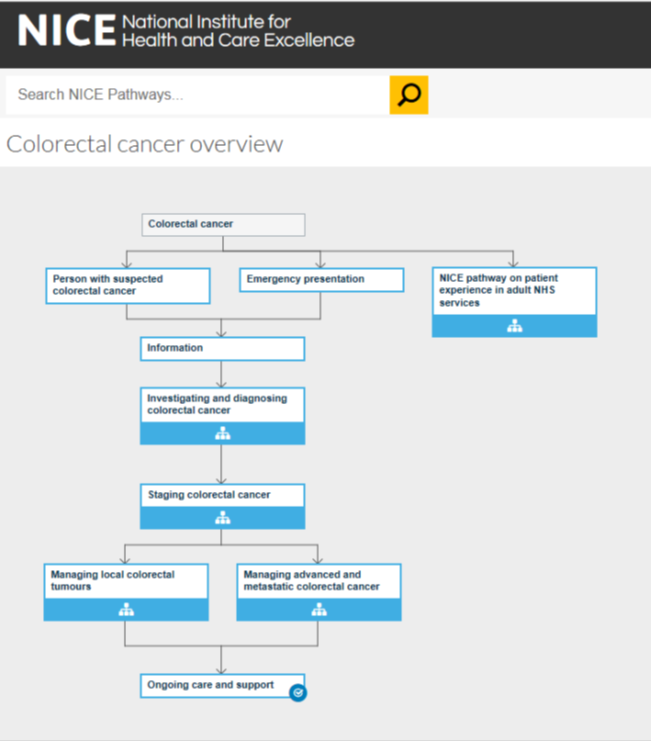 NICE National Institute for
Health and Care Excellence
Search NICE Pathways...
Colorectal cancer overview
Colorectal cancer
Person with suspected
colorectal cancer
Emergency presentation
NICE pathway on patient
experience in adult NHS
services
Information
Investigating and diagnosing
colorectal cancer
Staging colorectal cancer
Managing local colorectal
tumours
Managing advanced and
metastatic colorectal cancer
Ongoing care and support